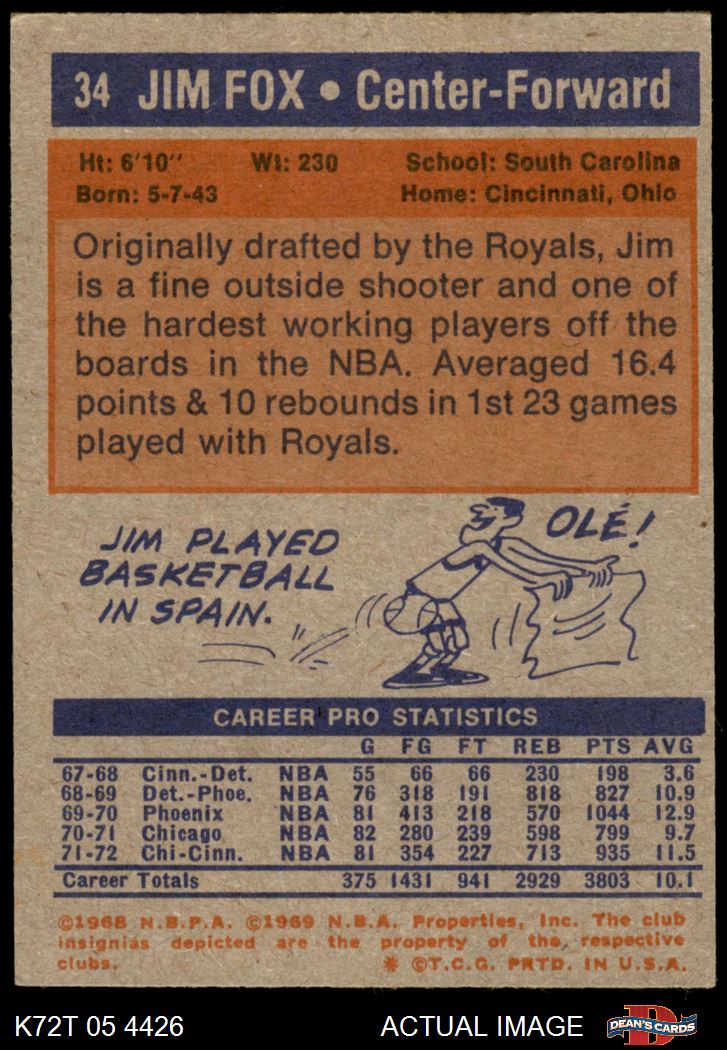 34 JIM FOX • Center-Forward
Ht: 6'10'' Wt: 230 School: South Carolina
Born: 5-7-43 Home: Cincinnati, Ohio
Originally drafted by the Royals, Jim
is a fine outside shooter and one of
the hardest working players off the
boards in the NBA. Averaged 16.4
points & 10 rebounds in 1st 23 games
played with Royals.
JIM PLAYED
BASKETBALL
IN SPAIN.
OLÉ!
CAREER PRO STATISTICS
G FG FT REB PTS AVG
67-68 Cinn.-Det. NBA 55 66 66 230 198 3.6
68-69 Det.-Phoe. NBA 76 318 191 818 827 10.9
69-70 Phoenix NBA 81 413 218 570 1044 12.9
70-71 Chicago NBA 82 280 239 598 799 9.7
71-72 Chi-Cinn. NBA 81 354 227 713 935 11.5
Career Totals 375 1431 941 2929 3803 10.1
©1968 N.B.P.A. ©1969 N.B.A. Properties, Inc. The club
insignias depicted are the property of the respective
clubs. * ©T.C.G. PRTD. IN U.S.A.
K72T 05 4426 ACTUAL IMAGE
D
DEAN'S CARDS